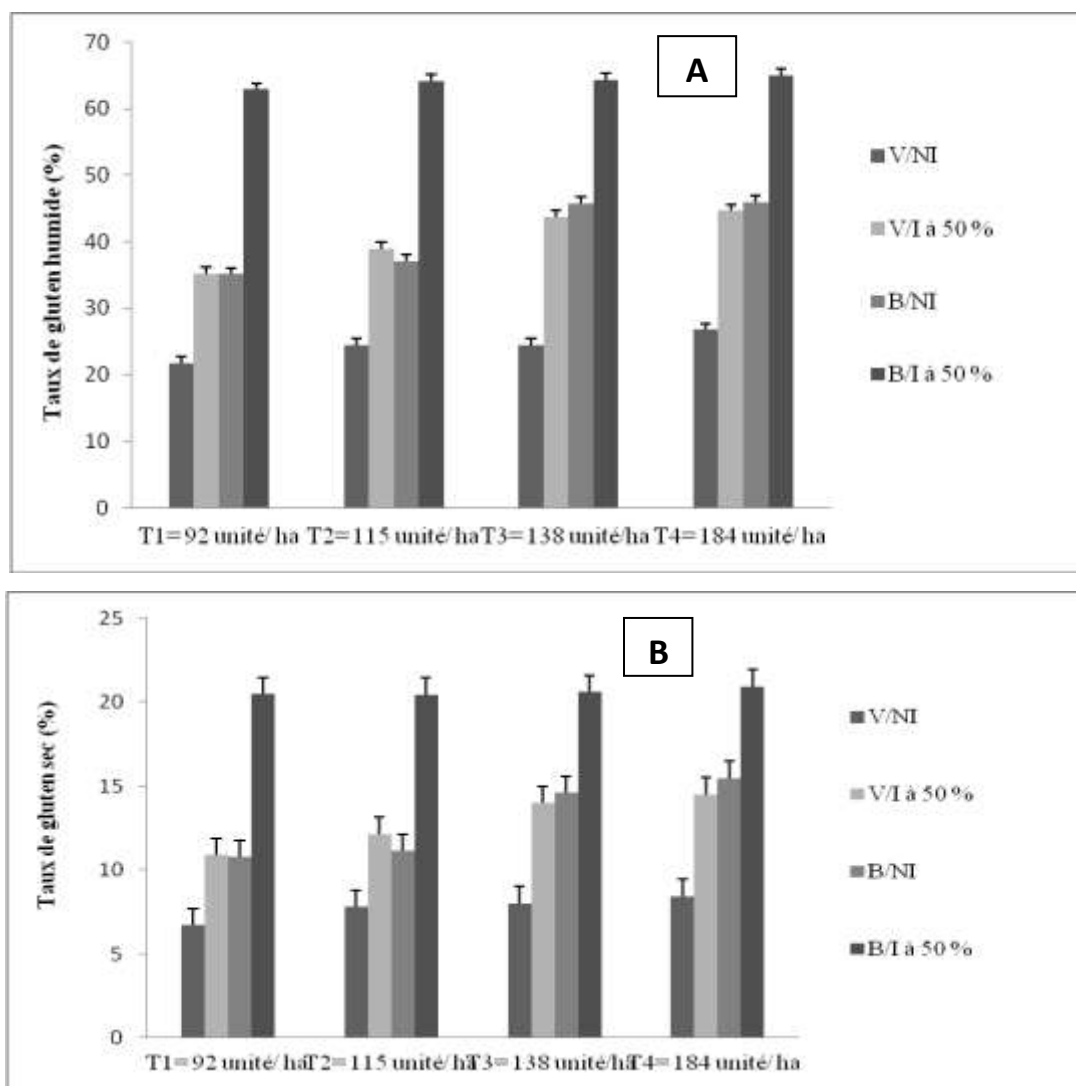 A
Taux de gluten humide (%)
70
60
50
40
30
20
10
0
T1=92 unité/ ha T2=115 unité/ ha T3=138 unité/ha T4=184 unité/ ha
V/NI
V/I à 50 %
B/NI
B/I à 50 %
B
Taux de gluten sec (%)
25
20
15
10
5
0
T1=92 unité/ ha T2=115 unité/ ha T3=138 unité/ha T4=184 unité/ ha
V/NI
V/I à 50 %
B/NI
B/I à 50 %